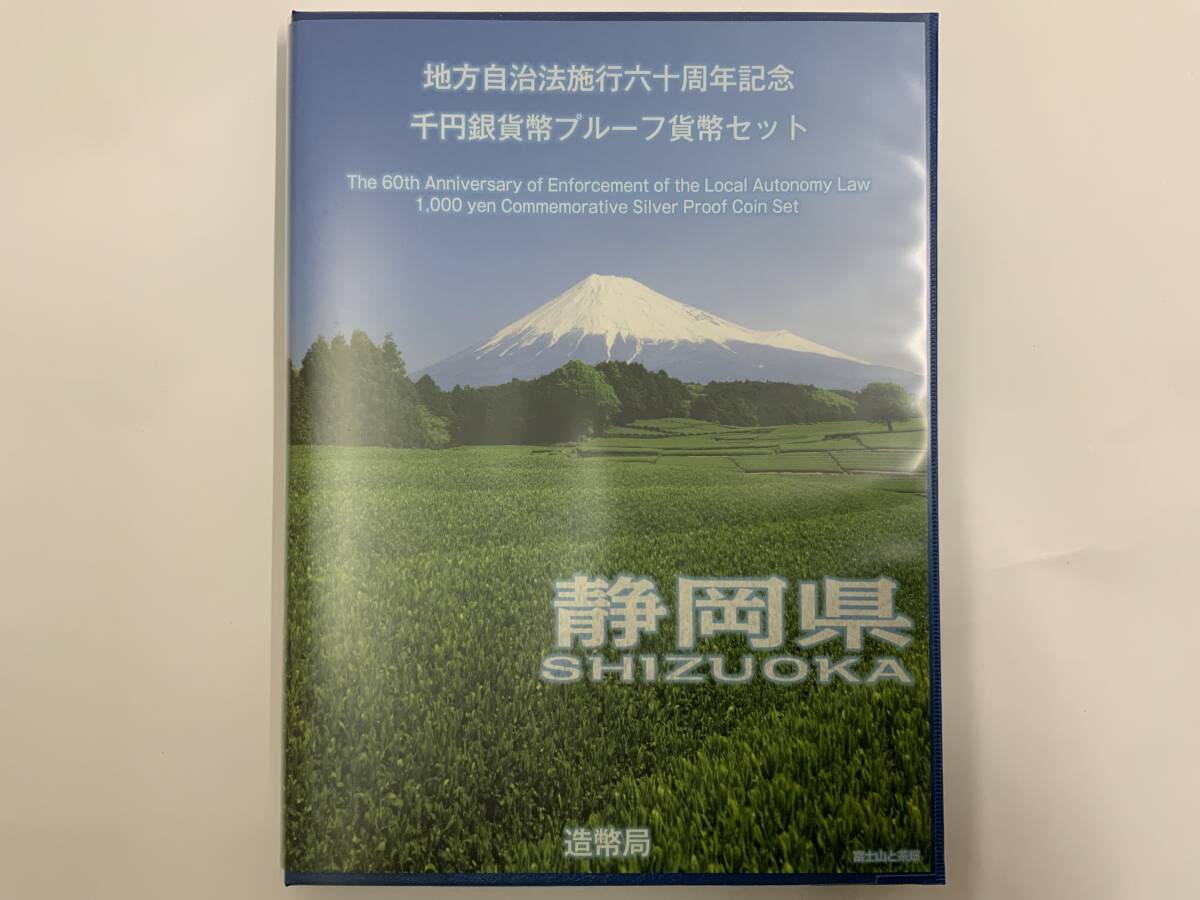 地方自治法施行六十周年記念
千円銀貨幣プルーフ貨幣セット
The 60th Anniversary of Enforcement of the Local Autonomy Law
1,000 yen Commemorative Silver Proof Coin Set
静岡県
SHIZUOKA
造幣局
富士山と茶畑